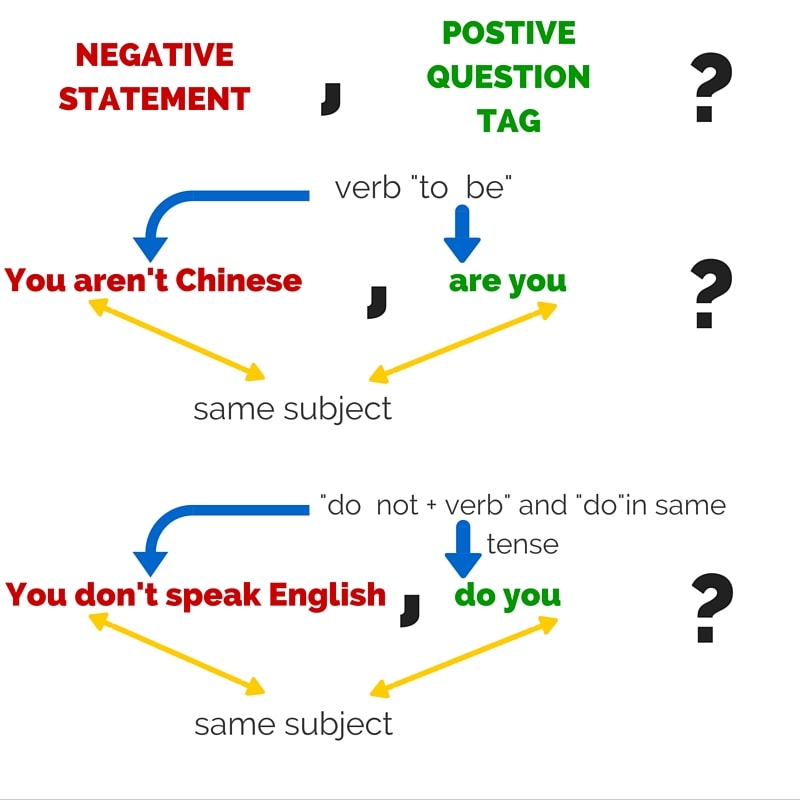 NEGATIVE
STATEMENT
,
POSTIVE
QUESTION
TAG
?
verb "to be"
You aren't Chinese , are you ?
same subject
"do not + verb" and "do"in same
tense
You don't speak English , do you ?
same subject